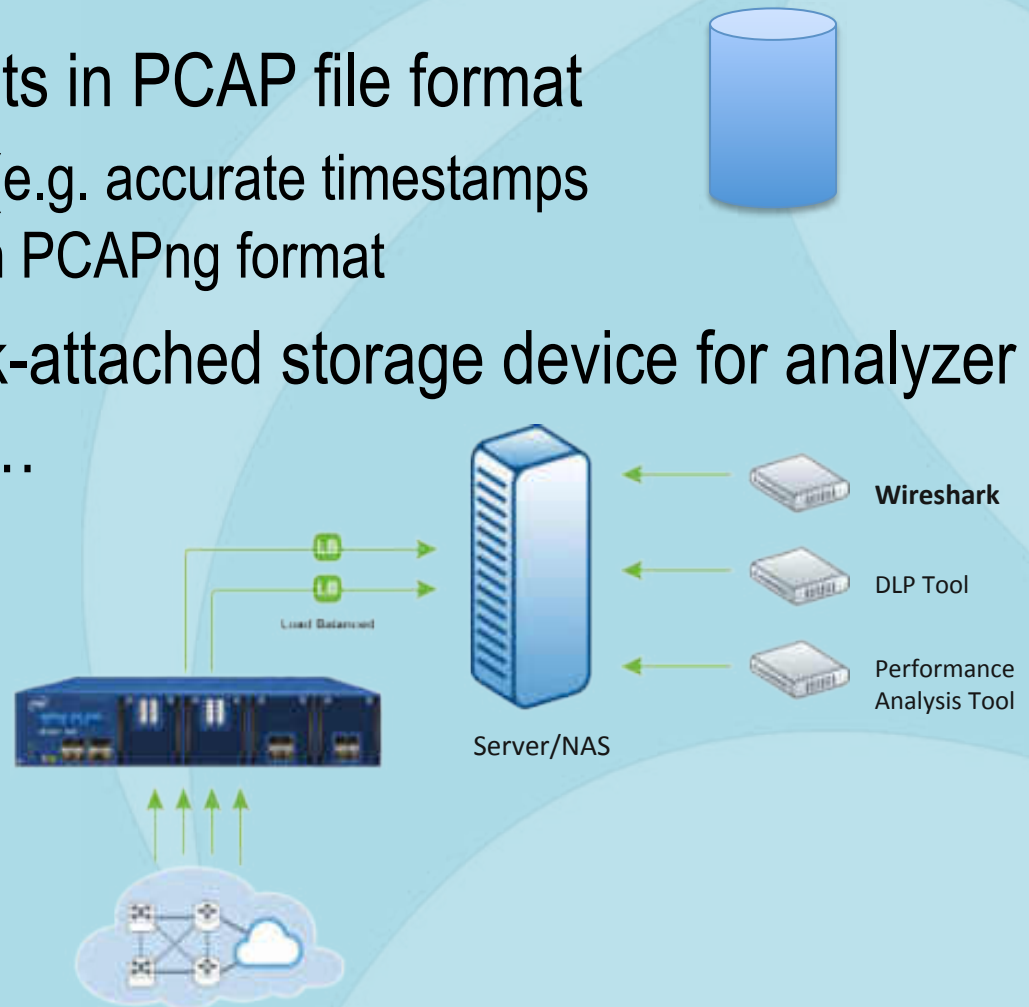 ts in PCAP file format
(e.g. accurate timestamps
n PCAPng format
k-attached storage device for analyzer
…
LB
LB
Load Balanced
Wireshark
DLP Tool
Performance
Analysis Tool
Server/NAS